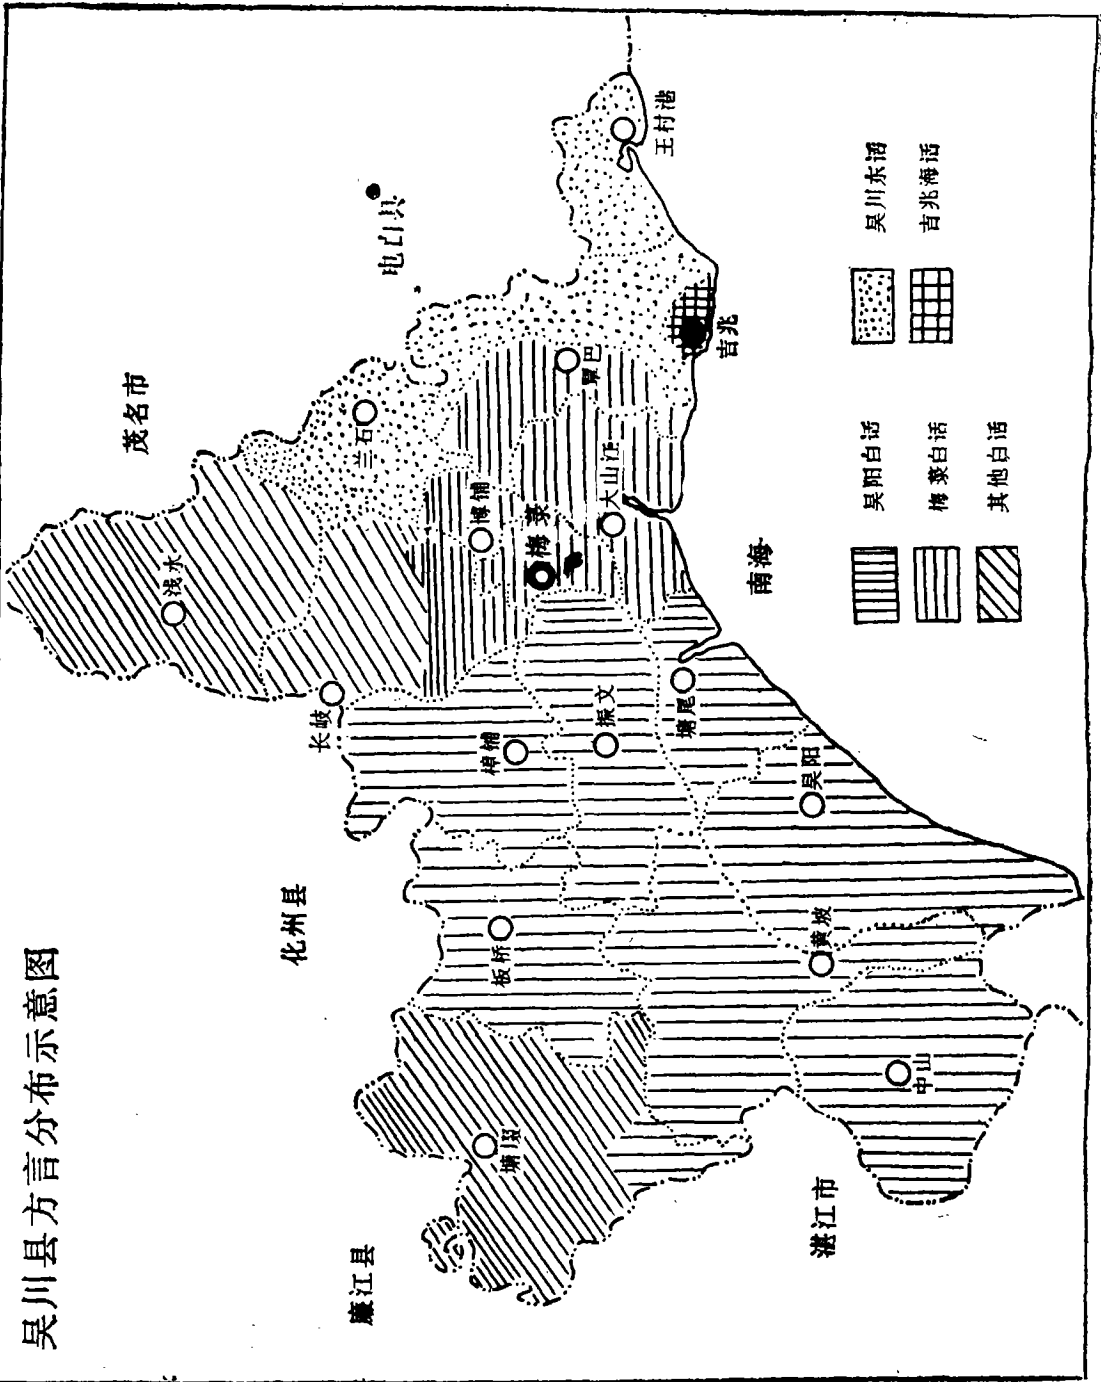 吴川县方言分布示意图
廉江县
化州县
茂名市
电白县
湛江市
南海
浅水
长岐
兰石
塘㙍
板桥
樟铺
博铺
梅菉
振文
大山江
覃巴
塘尾
吉兆
王村港
中山
黄坡
吴阳
吴阳白话
梅菉白话
其他白话
吴川东话
吉兆海话